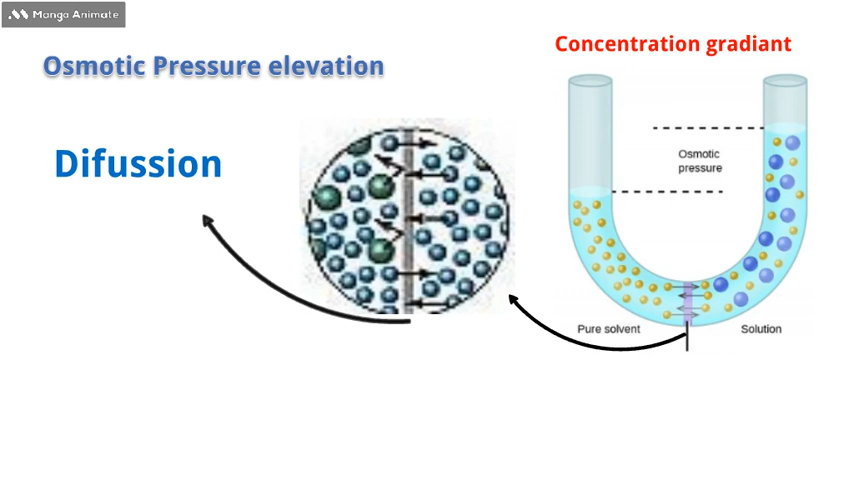 Manga Animate
Osmotic Pressure elevation
Concentration gradiant
Difussion
Osmotic
pressure
Pure solvent
Solution